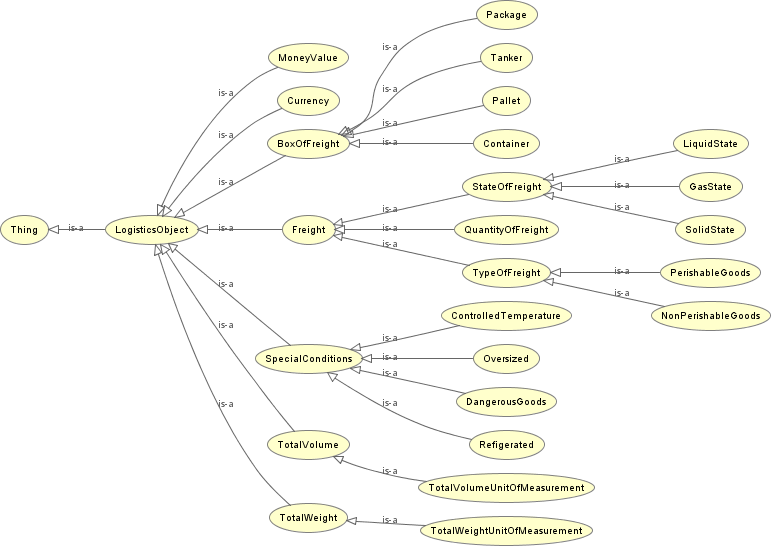 Package
is-a
MoneyValue
Tanker
is-a
is-a
Currency
Pallet
is-a
is-a
BoxOfFreight
is-a
Container
LiquidState
is-a
is-a
StateOfFreight
is-a
GasState
is-a
is-a
Thing
is-a
LogisticsObject
is-a
Freight
is-a
QuantityOfFreight
SolidState
is-a
TypeOfFreight
is-a
PerishableGoods
is-a
is-a
NonPerishableGoods
ControlledTemperature
is-a
is-a
SpecialConditions
is-a
Oversized
is-a
DangerousGoods
is-a
is-a
Refigerated
TotalVolume
is-a
TotalVolumeUnitOfMeasurement
TotalWeight
is-a
TotalWeightUnitOfMeasurement